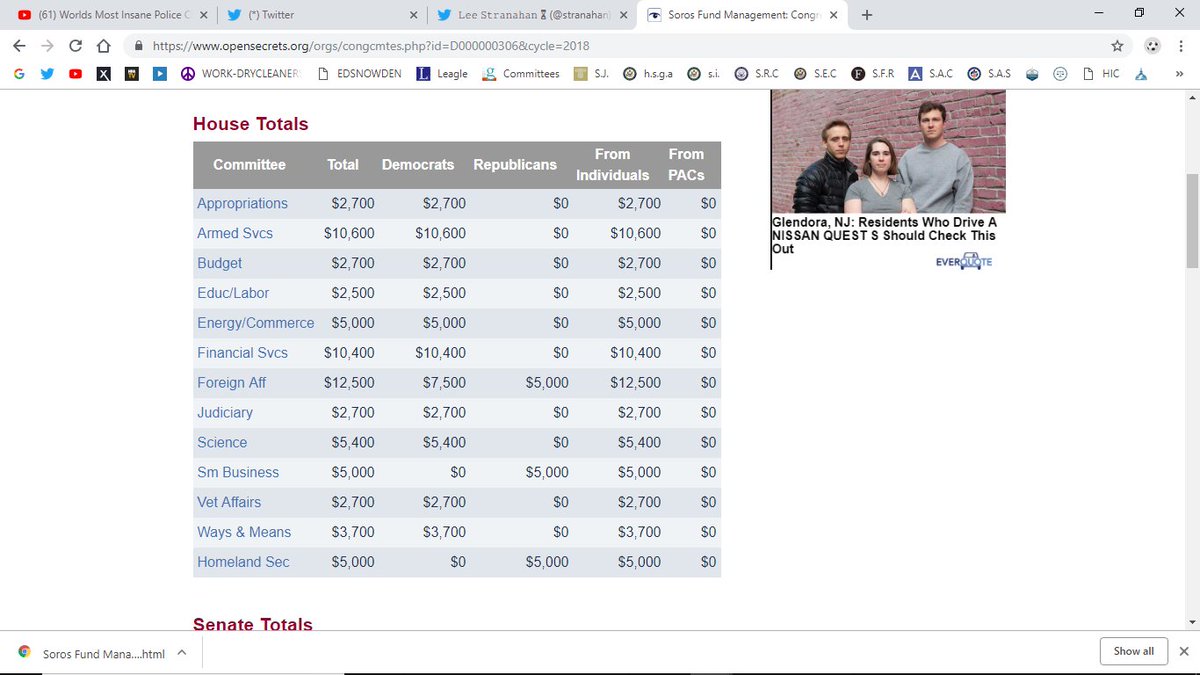 (61) Worlds Most Insane Police C
(*) Twitter
Lee Stranahan ⌛ (@stranahan)
Soros Fund Management: Congr
https://www.opensecrets.org/orgs/congcmtes.php?id=D000000306&cycle=2018
WORK-DRYCLEANER EDSNOWDEN Leagle Committees S.J. h.s.g.a s.i. S.R.C S.E.C S.F.R S.A.C S.A.S HIC »
House Totals
Committee Total Democrats Republicans From Individuals From PACs
Appropriations $2,700 $2,700 $0 $2,700 $0
Armed Svcs $10,600 $10,600 $0 $10,600 $0
Budget $2,700 $2,700 $0 $2,700 $0
Educ/Labor $2,500 $2,500 $0 $2,500 $0
Energy/Commerce $5,000 $5,000 $0 $5,000 $0
Financial Svcs $10,400 $10,400 $0 $10,400 $0
Foreign Aff $12,500 $7,500 $5,000 $12,500 $0
Judiciary $2,700 $2,700 $0 $2,700 $0
Science $5,400 $5,400 $0 $5,400 $0
Sm Business $5,000 $0 $5,000 $5,000 $0
Vet Affairs $2,700 $2,700 $0 $2,700 $0
Ways & Means $3,700 $3,700 $0 $3,700 $0
Homeland Sec $5,000 $0 $5,000 $5,000 $0
Senate Totals
Glendora, NJ: Residents Who Drive A
NISSAN QUEST S Should Check This
Out
EVERQUOTE
Soros Fund Mana....html
Show all